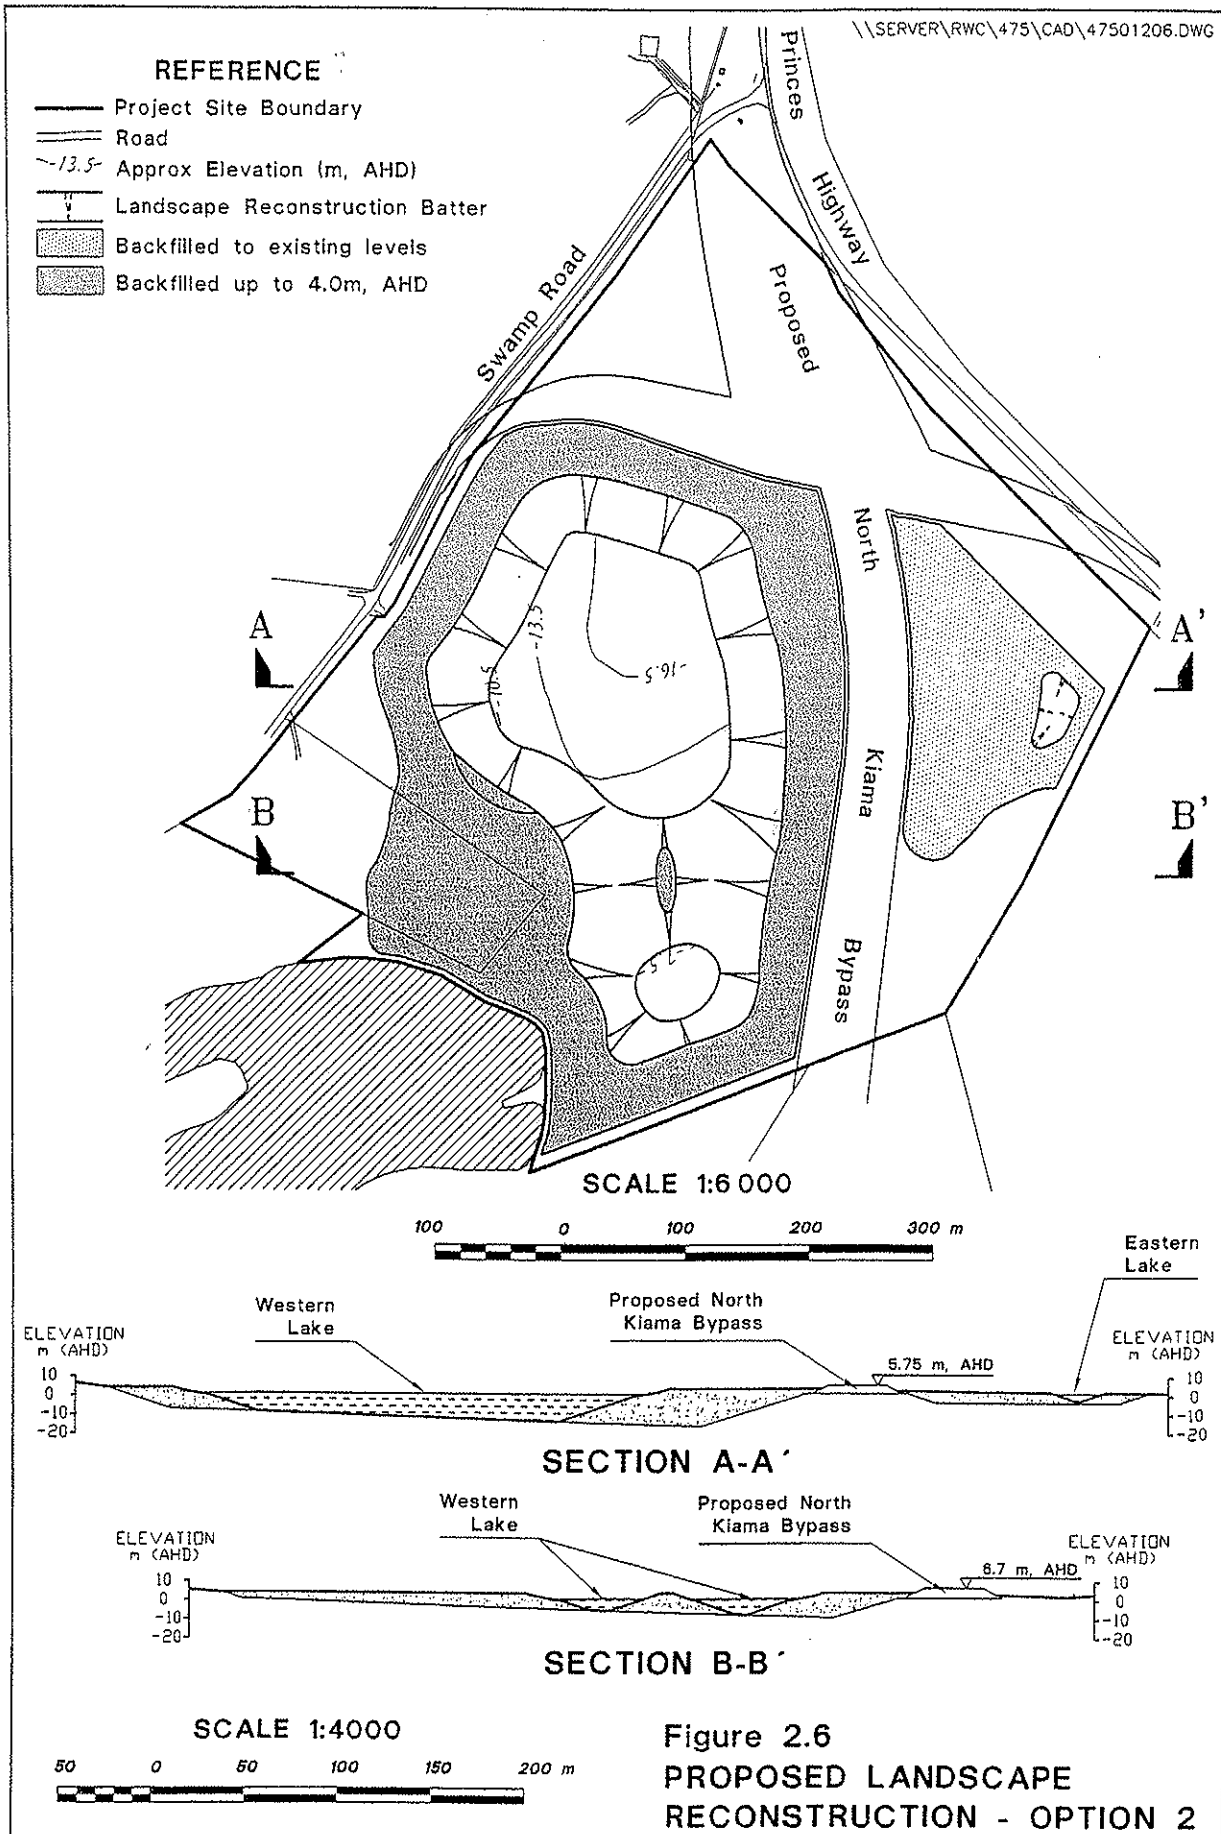 \\SERVER\RWC\475\CAD\47501206.DWG
REFERENCE
Project Site Boundary
Road
-13.5- Approx Elevation (m, AHD)
Landscape Reconstruction Batter
Backfilled to existing levels
Backfilled up to 4.0m, AHD
Princes
Highway
Swamp Road
Proposed
North
Kiama
Bypass
-13.5
-16.5
-10.5
-7.5
A
A'
B
B'
SCALE 1:6 000
100 0 100 200 300 m
Eastern
Lake
Western
Lake
Proposed North
Kiama Bypass
ELEVATION
m (AHD)
10
0
-10
-20
5.75 m, AHD
ELEVATION
m (AHD)
10
0
-10
-20
SECTION A-A'
Western
Lake
Proposed North
Kiama Bypass
ELEVATION
m (AHD)
10
0
-10
-20
6.7 m, AHD
ELEVATION
m (AHD)
10
0
-10
-20
SECTION B-B'
SCALE 1:4000
50 0 50 100 150 200 m
Figure 2.6
PROPOSED LANDSCAPE
RECONSTRUCTION - OPTION 2